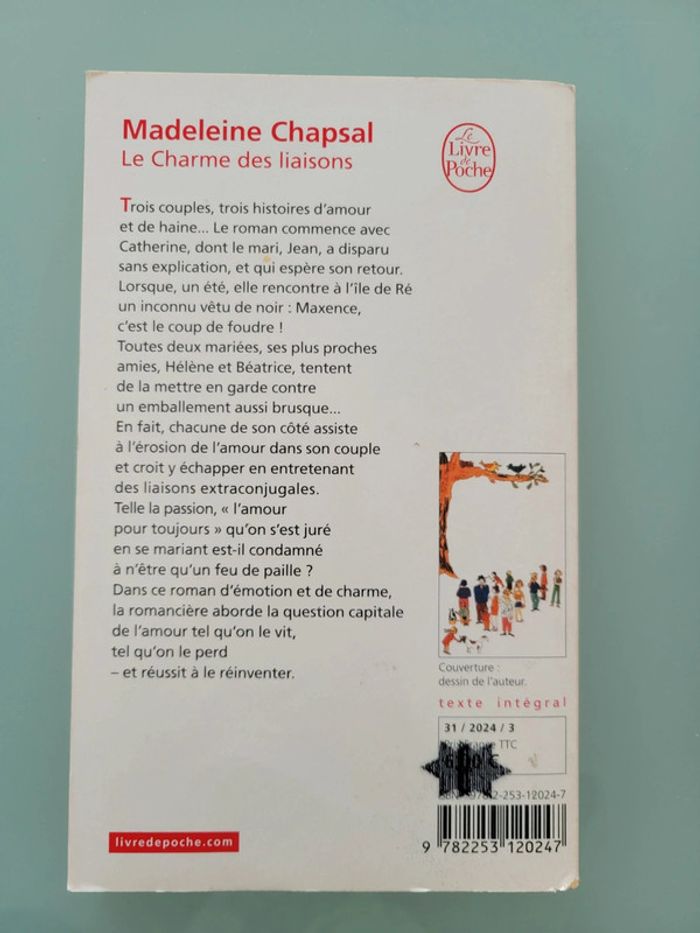 Madeleine Chapsal
Le Charme des liaisons
Le
Livre
de
Poche
Trois couples, trois histoires d'amour
et de haine... Le roman commence avec
Catherine, dont le mari, Jean, a disparu
sans explication, et qui espère son retour.
Lorsque, un été, elle rencontre à l'île de Ré
un inconnu vêtu de noir : Maxence,
c'est le coup de foudre !
Toutes deux mariées, ses plus proches
amies, Hélène et Béatrice, tentent
de la mettre en garde contre
un emballement aussi brusque...
En fait, chacune de son côté assiste
à l'érosion de l'amour dans son couple
et croit y échapper en entretenant
des liaisons extraconjugales.
Telle la passion, « l'amour
pour toujours » qu'on s'est juré
en se mariant est-il condamné
à n'être qu'un feu de paille ?
Dans ce roman d'émotion et de charme,
la romancière aborde la question capitale
de l'amour tel qu'on le vit,
tel qu'on le perd
– et réussit à le réinventer.
Couverture :
dessin de l'auteur.
texte intégral
31 / 2024 / 3
TTC
2-253-12024-7
9 782253 120247
livredepoche.com